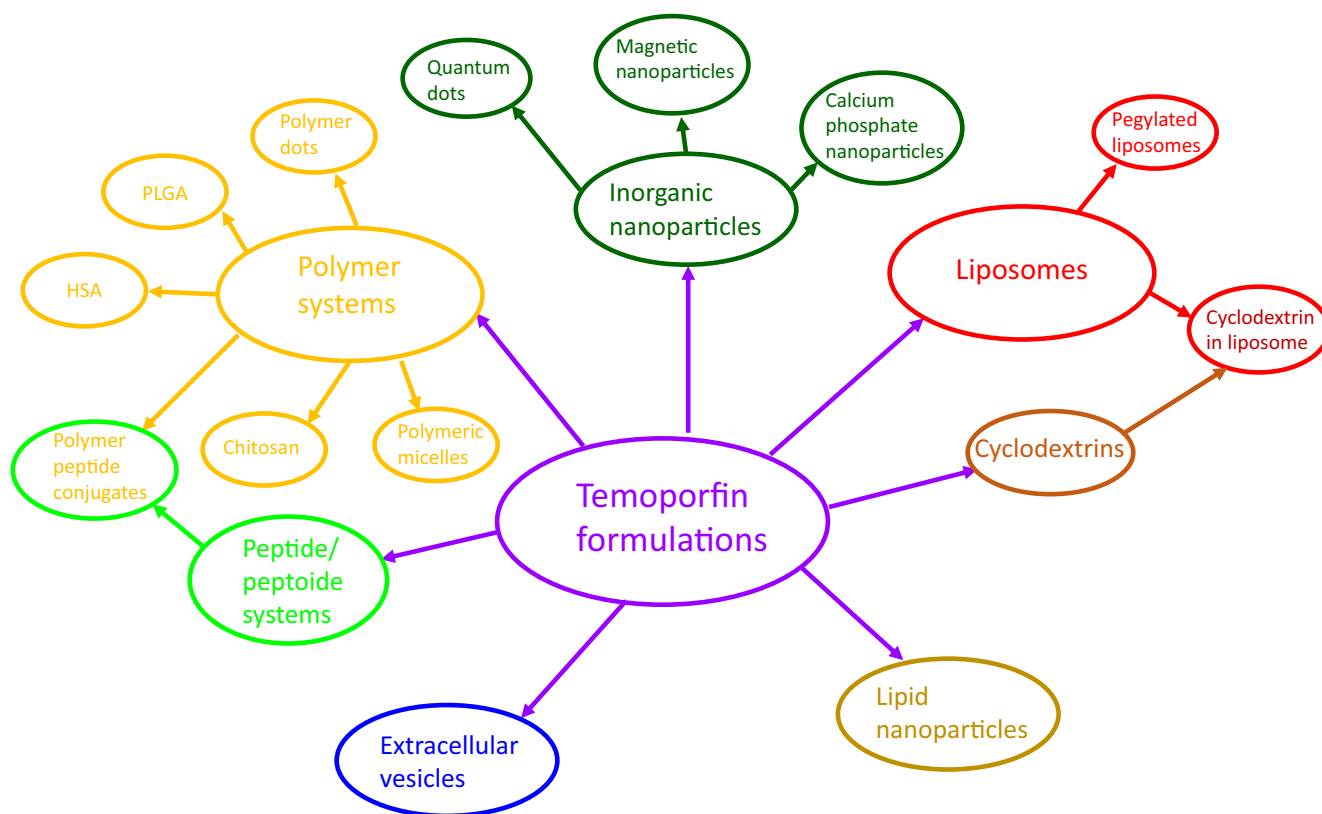 Quantum
dots
Magnetic
nanoparticles
Calcium
phosphate
nanoparticles
Pegylated
liposomes
Polymer
dots
PLGA
HSA
Polymer
systems
Inorganic
nanoparticles
Liposomes
Cyclodextrin
in liposome
Polymer
peptide
conjugates
Chitosan
Polymeric
micelles
Cyclodextrins
Temoporfin
formulations
Peptide/
peptoide
systems
Extracellular
vesicles
Lipid
nanoparticles